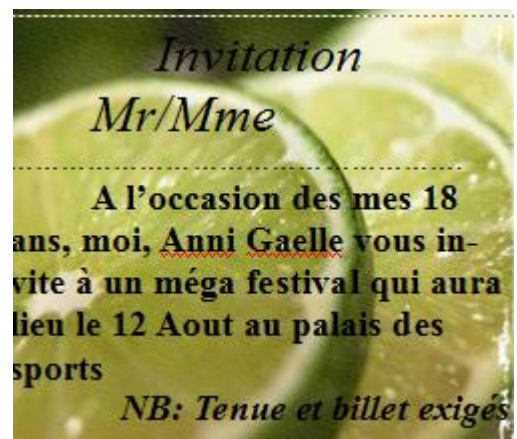 Invitation
Mr/Mme
A l’occasion des mes 18
ans, moi, Anni Gaelle vous in-
vite à un méga festival qui aura
lieu le 12 Aout au palais des
sports
NB: Tenue et billet exigés